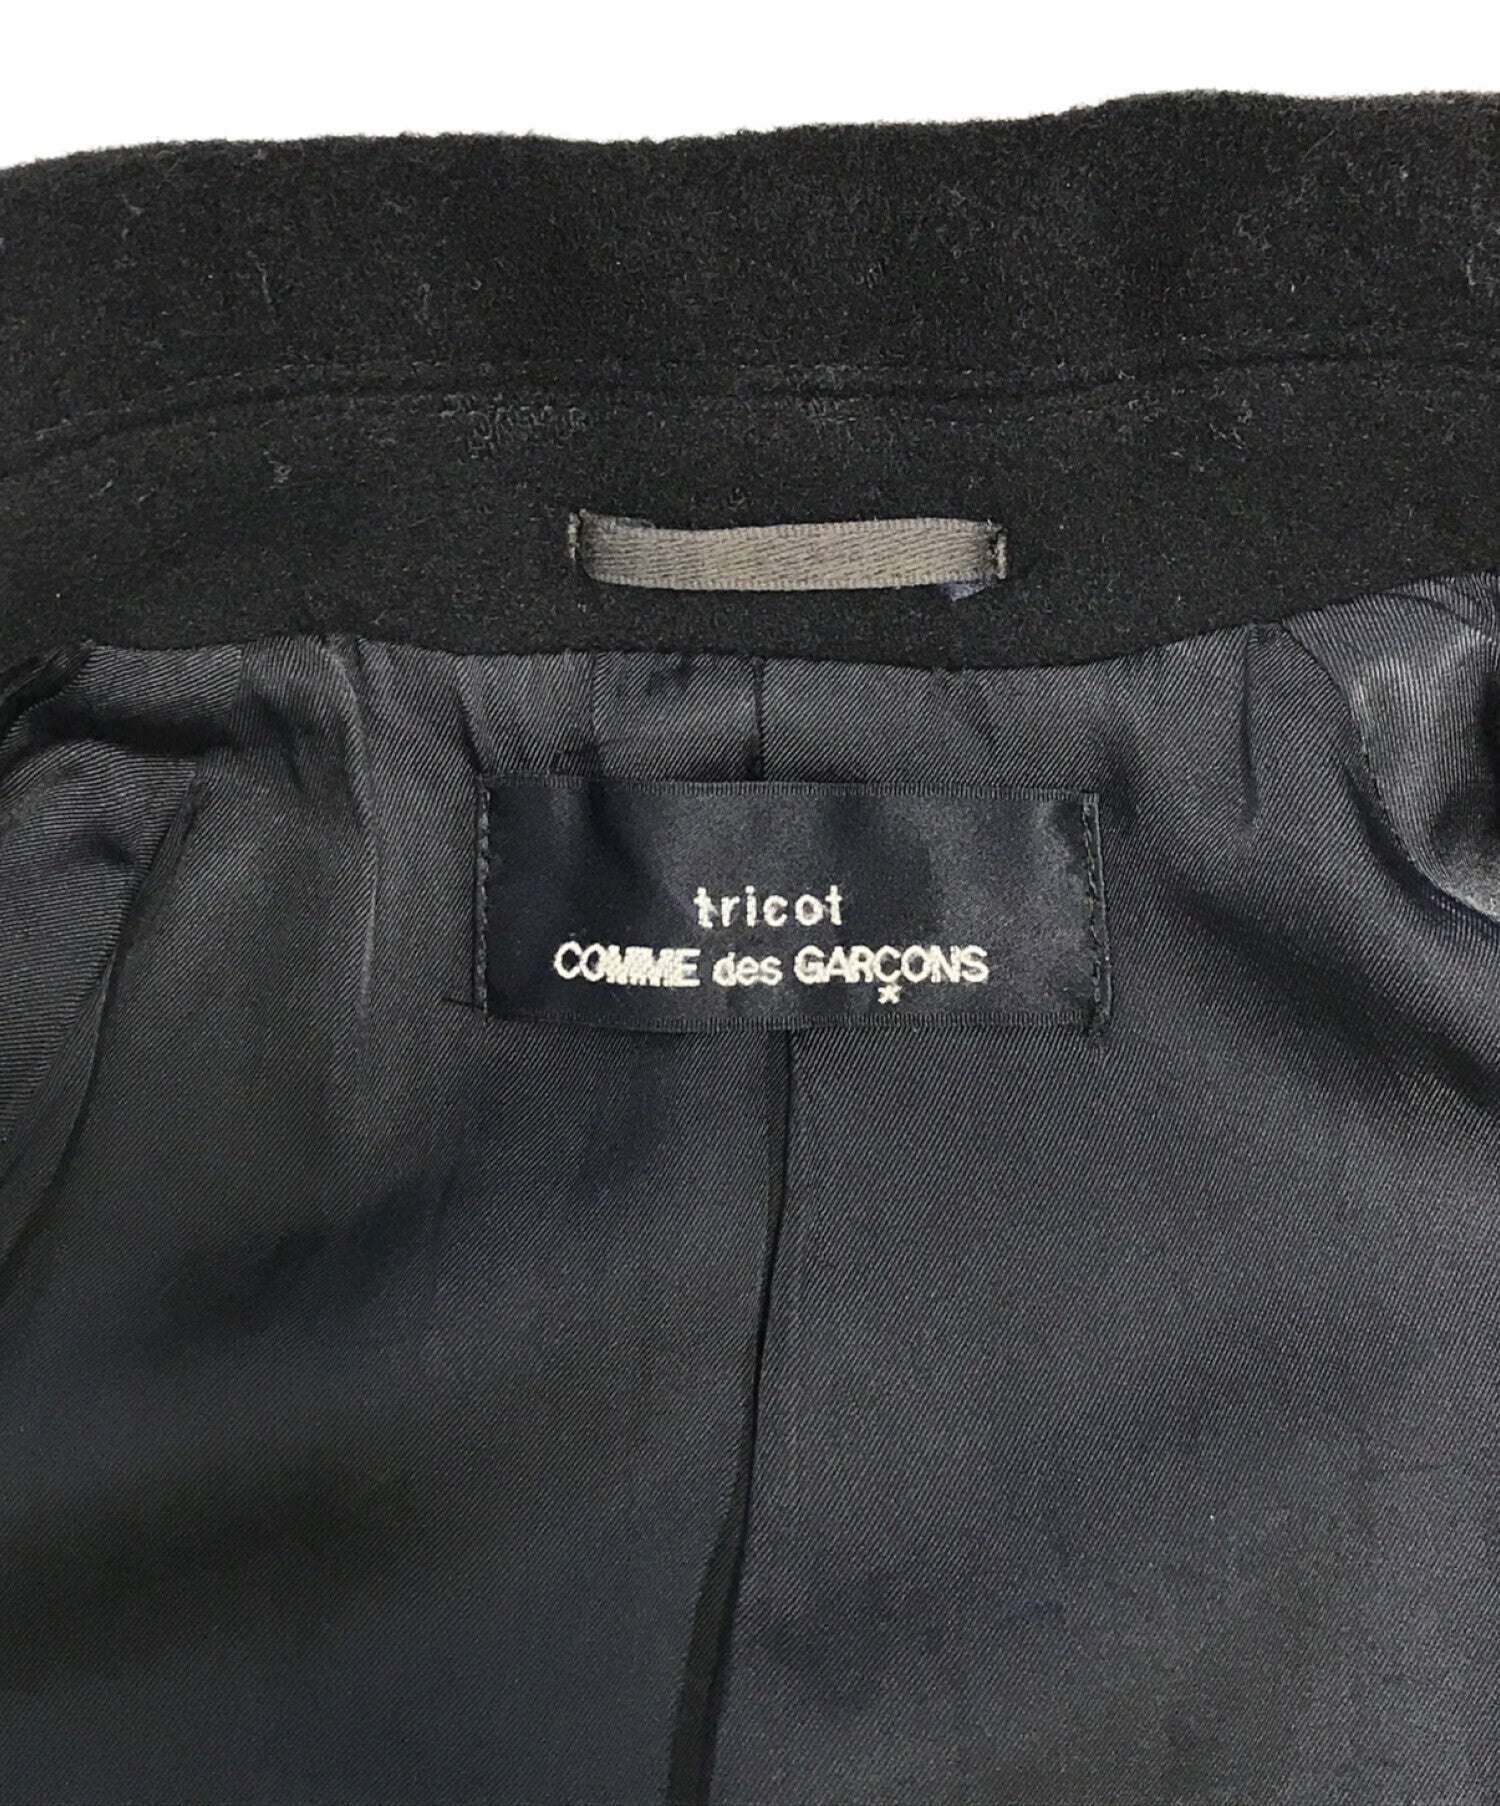 tricot
COMME des GARÇONS
*